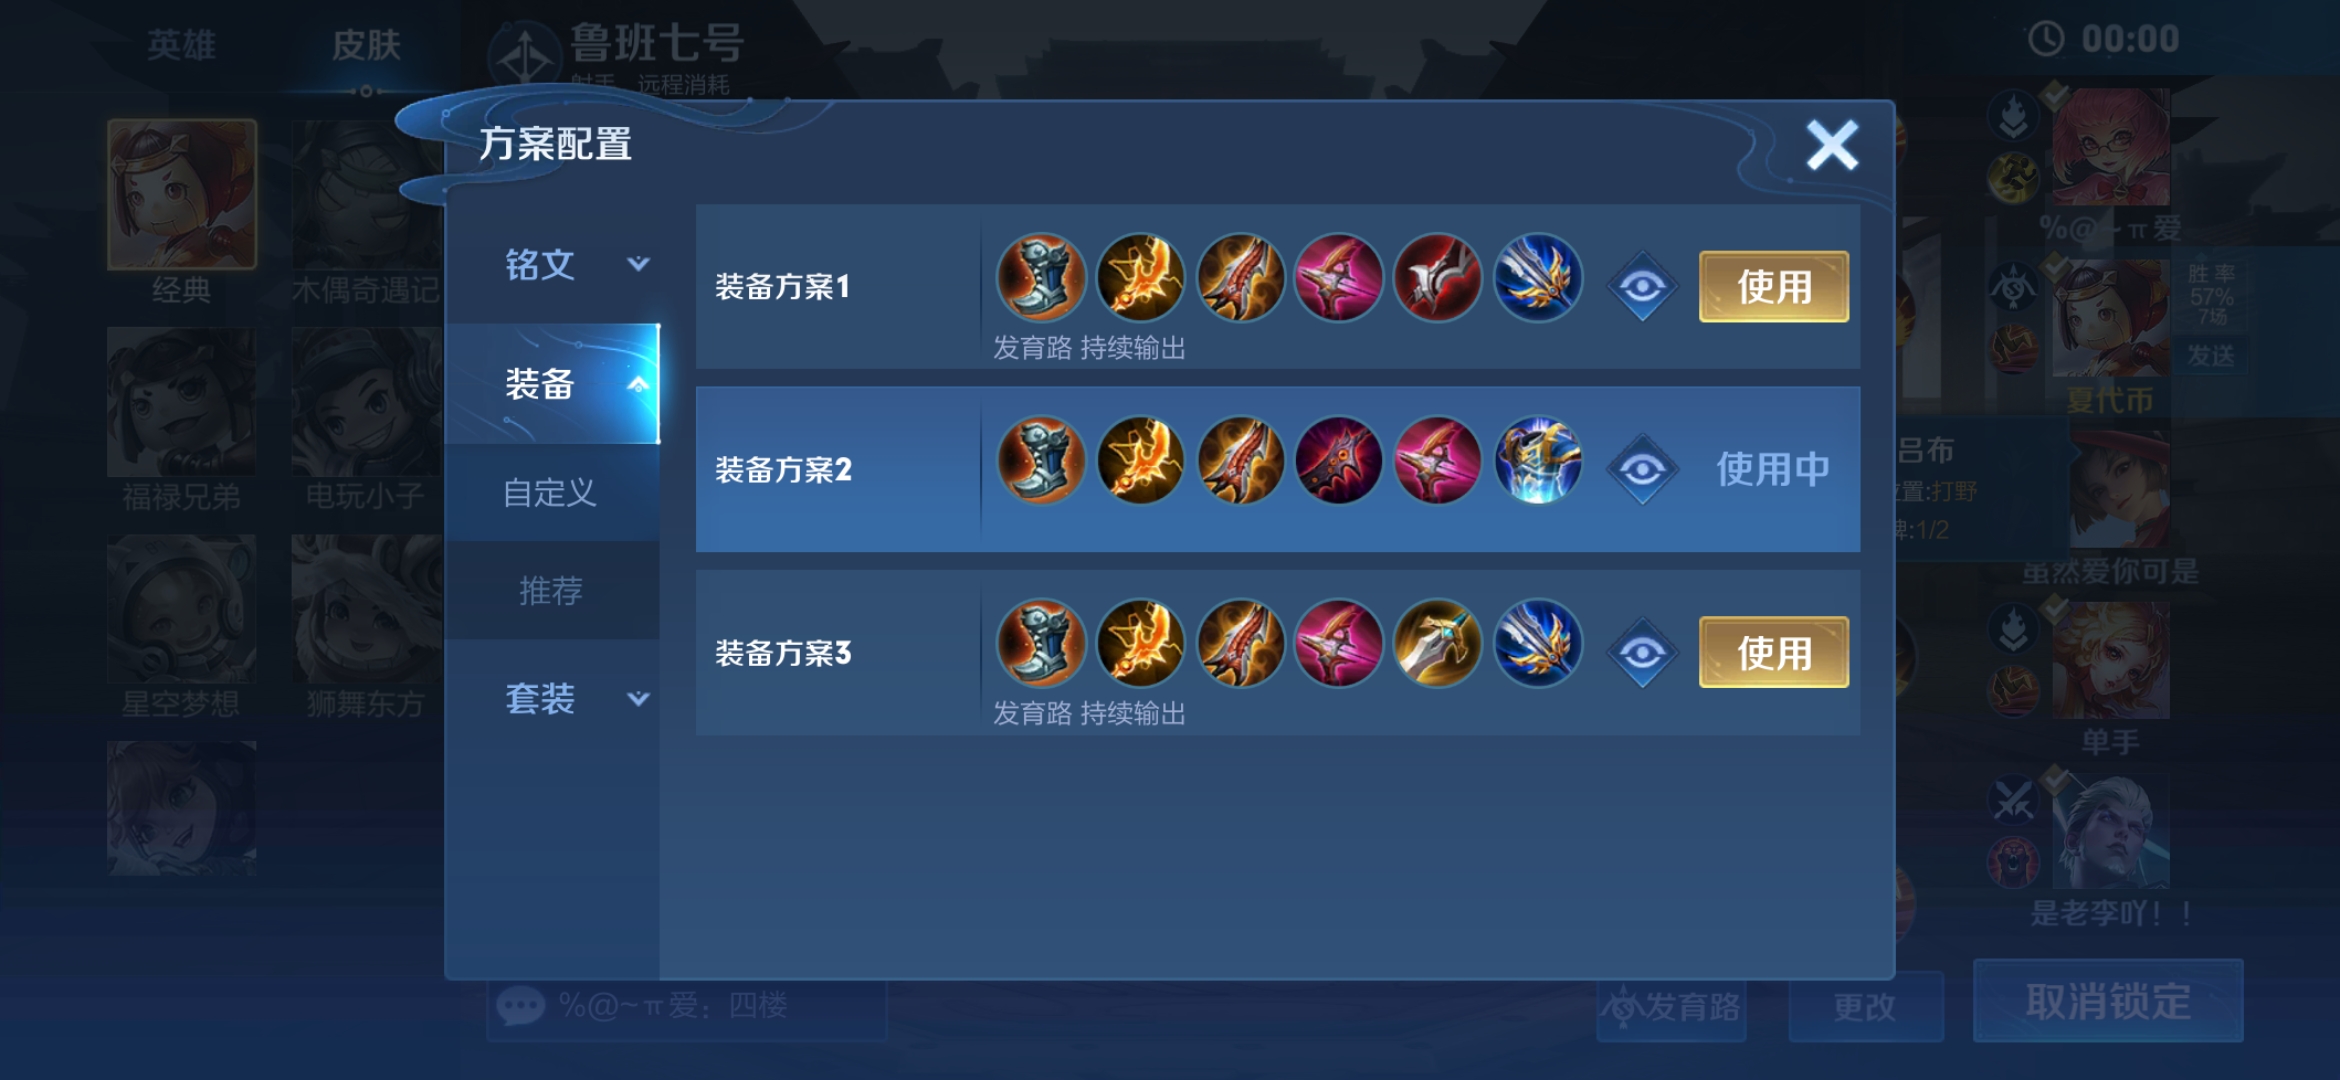 英雄
皮肤
鲁班七号
射手 远程消耗
00:00
方案配置
铭文
装备
自定义
推荐
套装
装备方案1
发育路 持续输出
使用
装备方案2
使用中
装备方案3
发育路 持续输出
使用
经典
木偶奇遇记
福禄兄弟
电玩小子
星空梦想
狮舞东方
%@~π爱
胜率
57%
7场
发送
夏代币
吕布
位置:打野
1/2
虽然爱你可是
单手
是老李吖！！
%@~π爱：四楼
发育路
更改
取消锁定